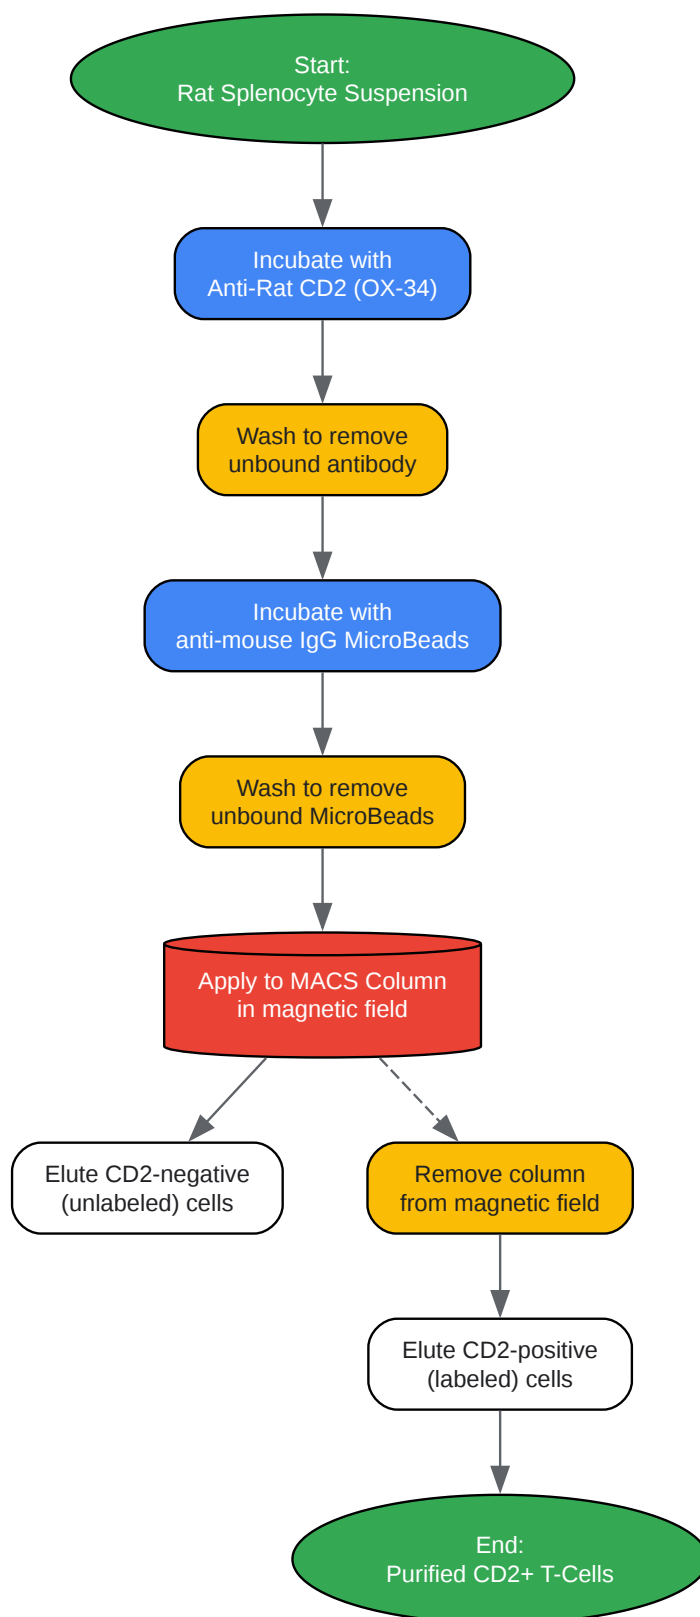 Start:
Rat Splenocyte Suspension
Incubate with
Anti-Rat CD2 (OX-34)
Wash to remove
unbound antibody
Incubate with
anti-mouse IgG MicroBeads
Wash to remove
unbound MicroBeads
Apply to MACS Column
in magnetic field
Elute CD2-negative
(unlabeled) cells
Remove column
from magnetic field
Elute CD2-positive
(labeled) cells
End:
Purified CD2+ T-Cells